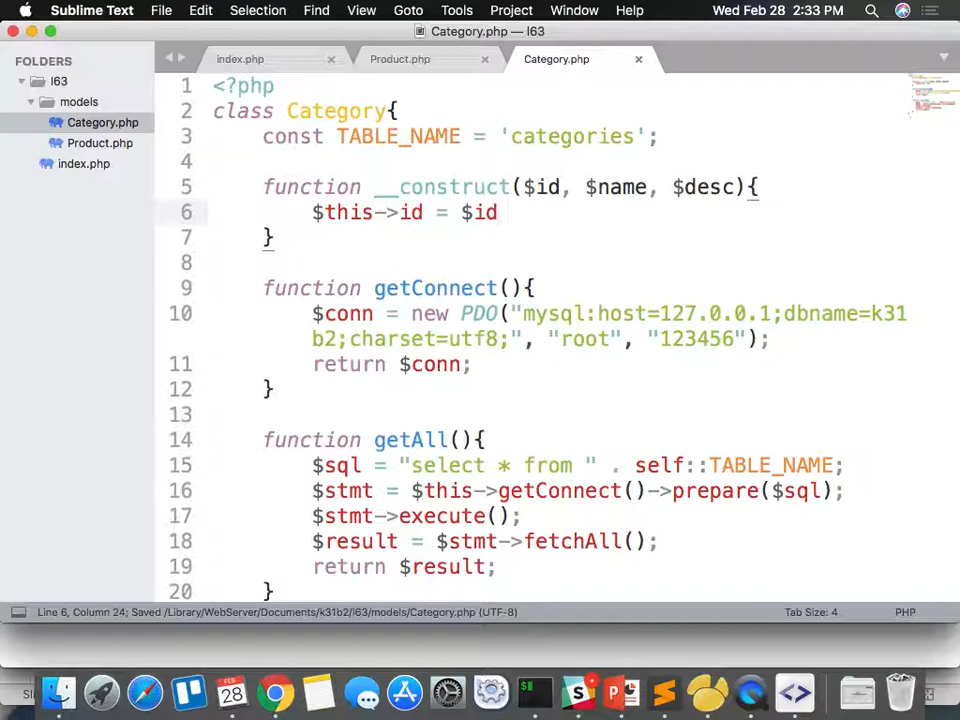 Sublime Text File Edit Selection Find View Goto Tools Project Window Help Wed Feb 28 2:33 PM
Category.php — l63
FOLDERS
l63
models
Category.php
Product.php
index.php
index.php Product.php Category.php
1 <?php
2 class Category{
3 const TABLE_NAME = 'categories';
4
5 function __construct($id, $name, $desc){
6 $this->id = $id
7 }
8
9 function getConnect(){
10 $conn = new PDO("mysql:host=127.0.0.1;dbname=k31
b2;charset=utf8;", "root", "123456");
11 return $conn;
12 }
13
14 function getAll(){
15 $sql = "select * from " . self::TABLE_NAME;
16 $stmt = $this->getConnect()->prepare($sql);
17 $stmt->execute();
18 $result = $stmt->fetchAll();
19 return $result;
20 }
Line 6, Column 24; Saved /Library/WebServer/Documents/k31b2/l63/models/Category.php (UTF-8) Tab Size: 4 PHP
28